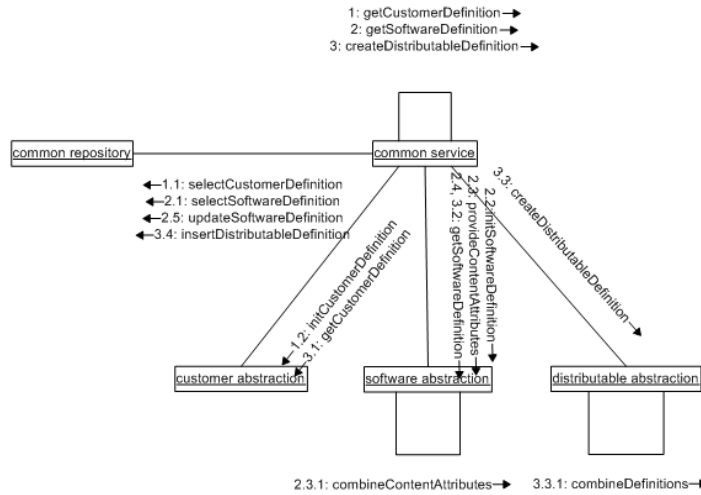 1: getCustomerDefinition
2: getSoftwareDefinition
3: createDistributableDefinition
common repository
common service
1.1: selectCustomerDefinition
2.1: selectSoftwareDefinition
2.5: updateSoftwareDefinition
3.4: insertDistributableDefinition
1.2: initCustomerDefinition
3.1: getCustomerDefinition
2.4, 3.2: getSoftwareDefinition
2.3: provideContentAttributes
2.2:initSoftwareDefinition
3.3: createDistributableDefinition
customer abstraction
software abstraction
distributable abstraction
2.3.1: combineContentAttributes
3.3.1: combineDefinitions